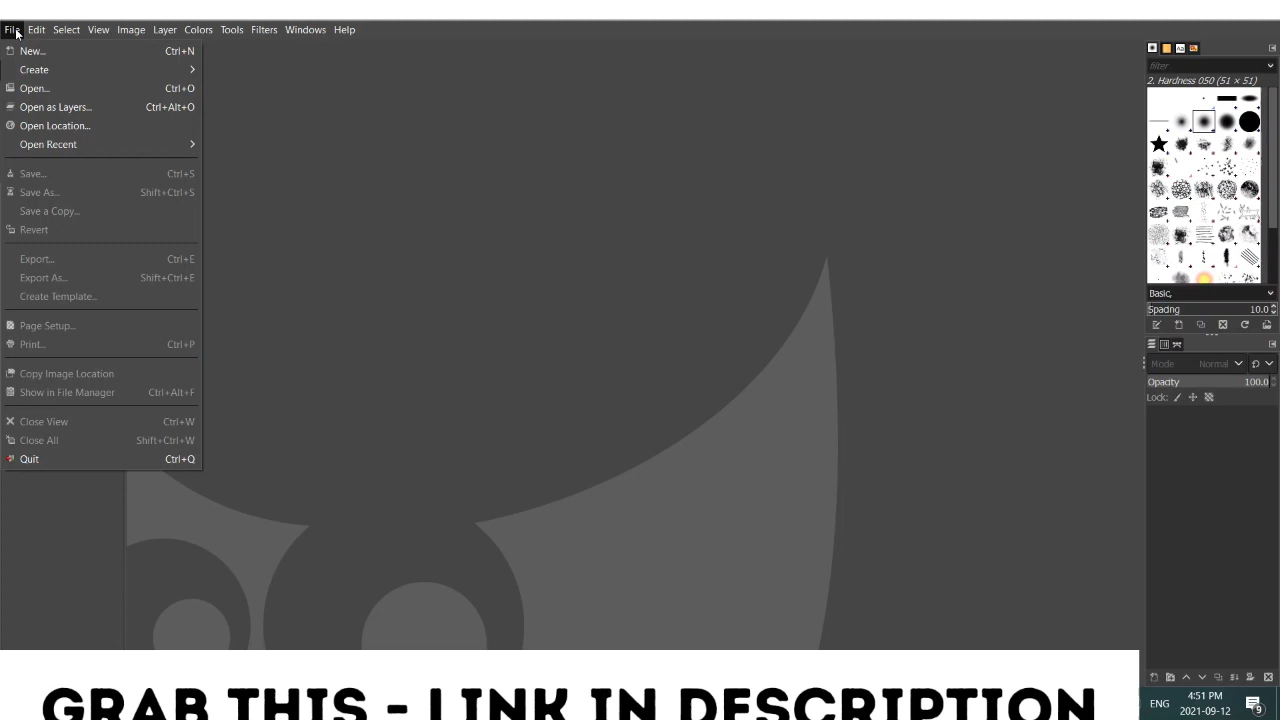 File Edit Select View Image Layer Colors Tools Filters Windows Help
New... Ctrl+N
Create
Open... Ctrl+O
Open as Layers... Ctrl+Alt+O
Open Location...
Open Recent
Save... Ctrl+S
Save As... Shift+Ctrl+S
Save a Copy...
Revert
Export... Ctrl+E
Export As... Shift+Ctrl+E
Create Template...
Page Setup...
Print... Ctrl+P
Copy Image Location
Show in File Manager Ctrl+Alt+F
Close View Ctrl+W
Close All Shift+Ctrl+W
Quit Ctrl+Q
filter
2. Hardness 050 (51 × 51)
Basic,
Spacing 10.0
Mode Normal
Opacity 100.0
Lock:
GRAB THIS - LINK IN DESCRIPTION
ENG
4:51 PM
2021-09-12
9